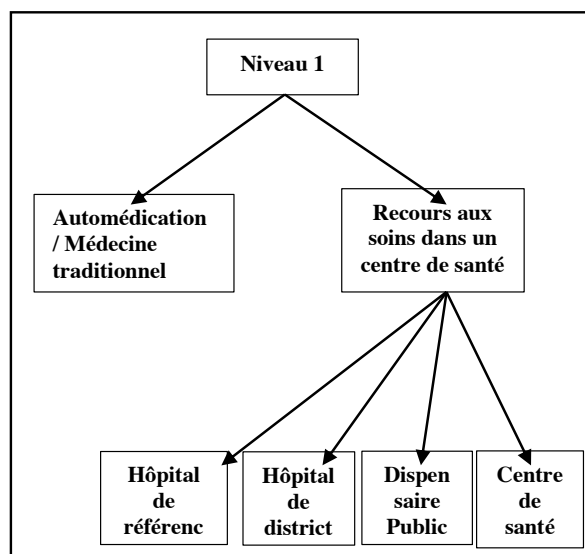 Niveau 1
Automédication
/ Médecine
traditionnel
Recours aux
soins dans un
centre de santé
Hôpital
de
référenc
Hôpital
de
district
Dispen
saire
Public
Centre
de
santé